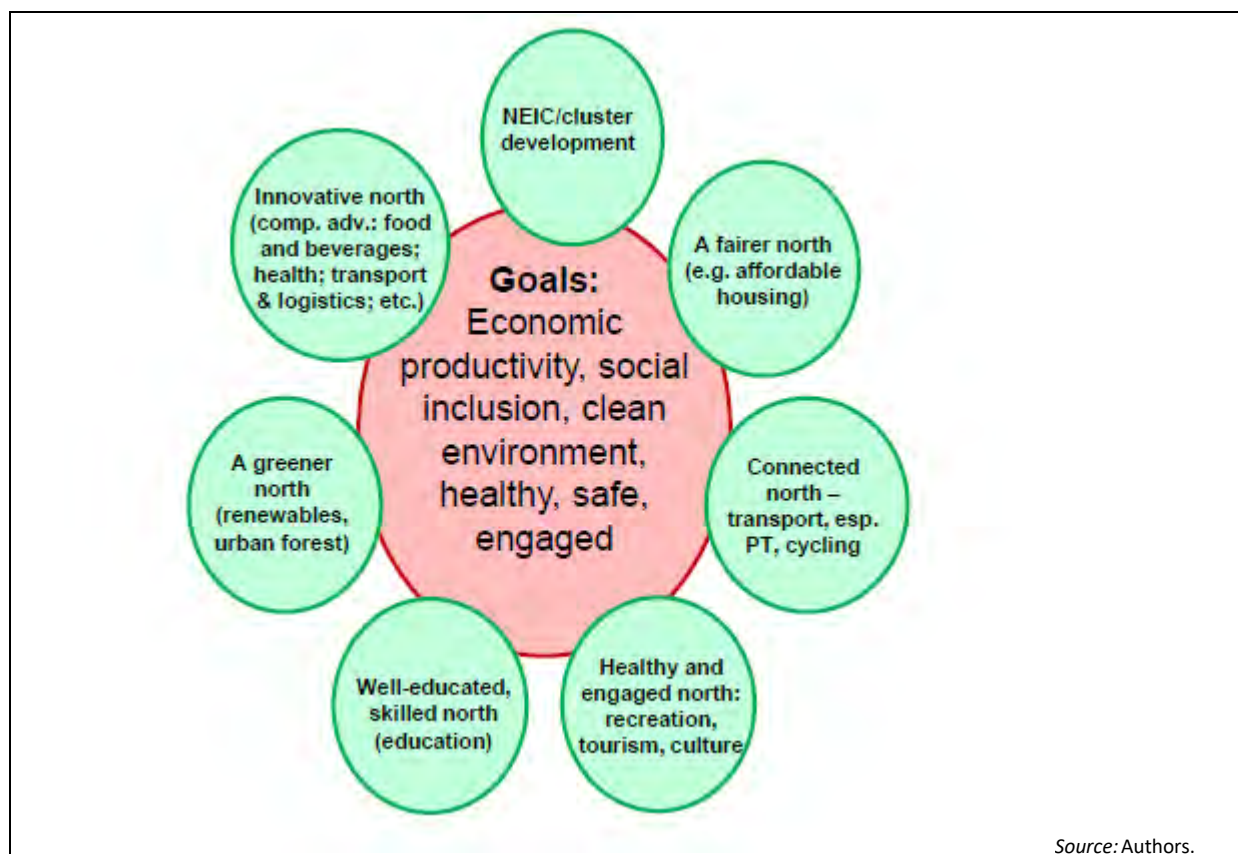 NEIC/cluster
development
Innovative north
(comp. adv.: food
and beverages;
health; transport
& logistics; etc.)
A fairer north
(e.g. affordable
housing)
Goals:
Economic
productivity, social
inclusion, clean
environment,
healthy, safe,
engaged
A greener
north
(renewables,
urban forest)
Connected
north –
transport, esp.
PT, cycling
Well-educated,
skilled north
(education)
Healthy and
engaged north:
recreation,
tourism, culture
Source: Authors.